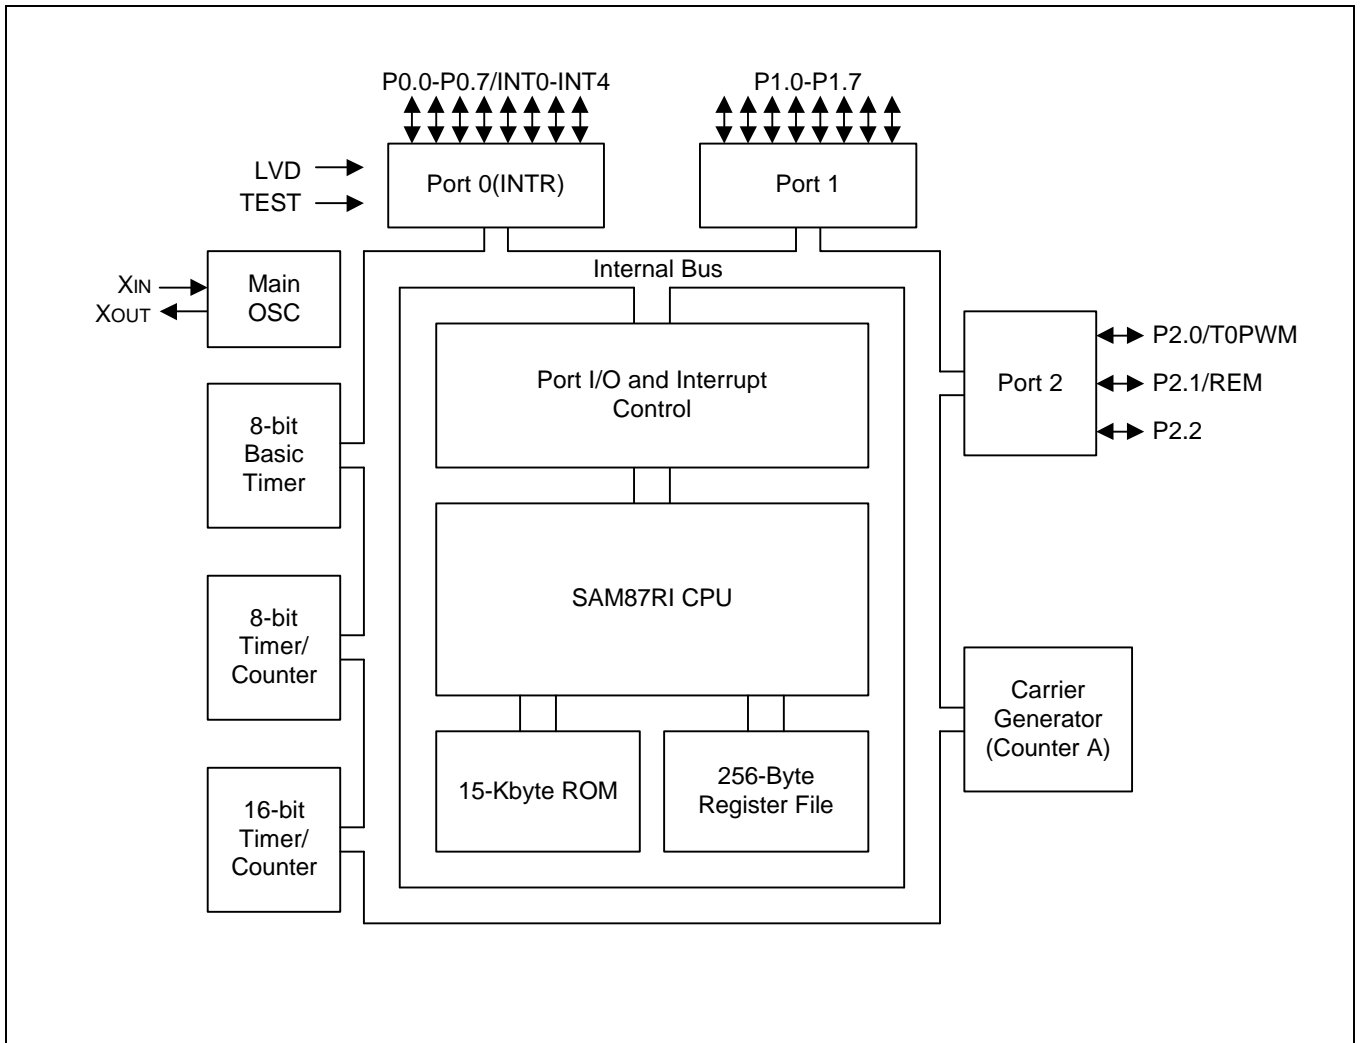 P0.0-P0.7/INT0-INT4
P1.0-P1.7
LVD
TEST
Port 0(INTR)
Port 1
Internal Bus
XIN
XOUT
Main
OSC
Port I/O and Interrupt
Control
Port 2
P2.0/T0PWM
P2.1/REM
P2.2
8-bit
Basic
Timer
SAM87RI CPU
8-bit
Timer/
Counter
Carrier
Generator
(Counter A)
15-Kbyte ROM
256-Byte
Register File
16-bit
Timer/
Counter